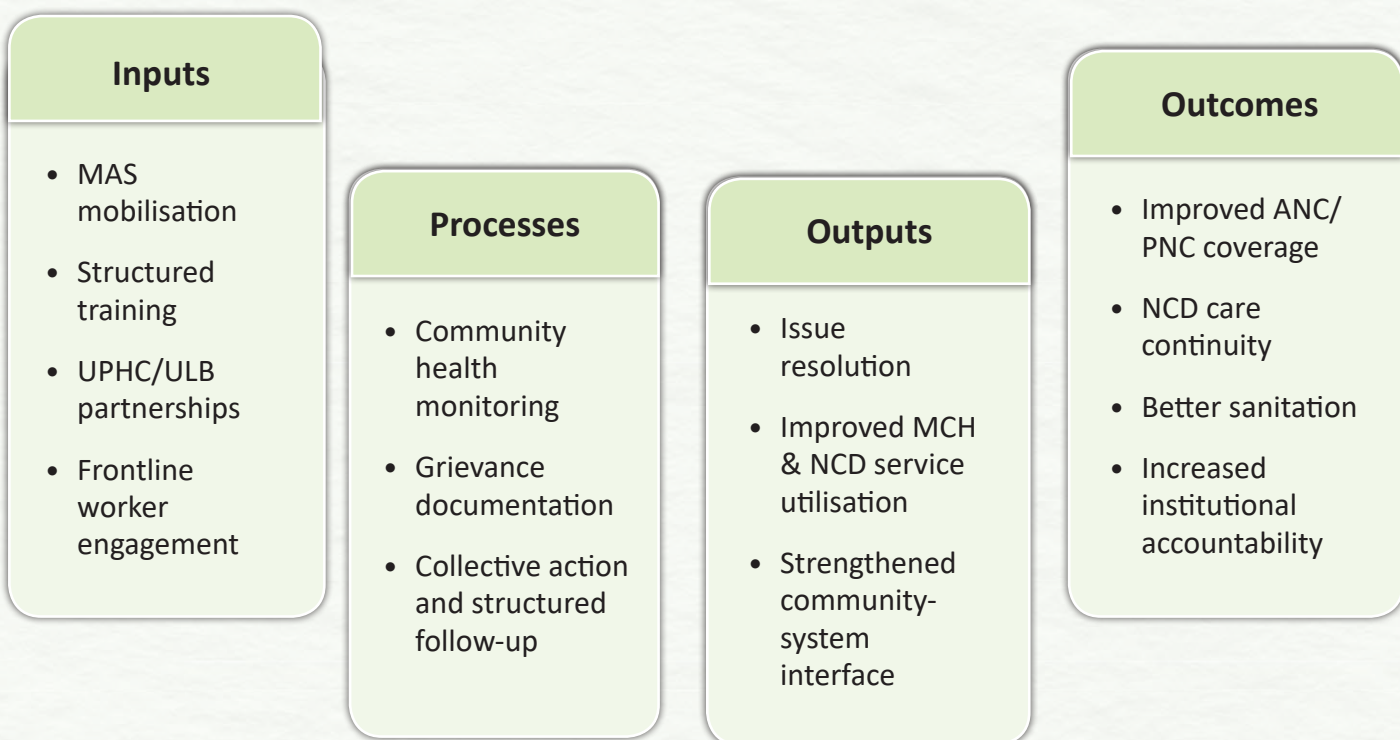 Inputs
• MAS
mobilisation
• Structured
training
• UPHC/ULB
partnerships
• Frontline
worker
engagement
Processes
• Community
health
monitoring
• Grievance
documentation
• Collective action
and structured
follow-up
Outputs
• Issue
resolution
• Improved MCH
& NCD service
utilisation
• Strengthened
community-
system
interface
Outcomes
• Improved ANC/
PNC coverage
• NCD care
continuity
• Better sanitation
• Increased
institutional
accountability